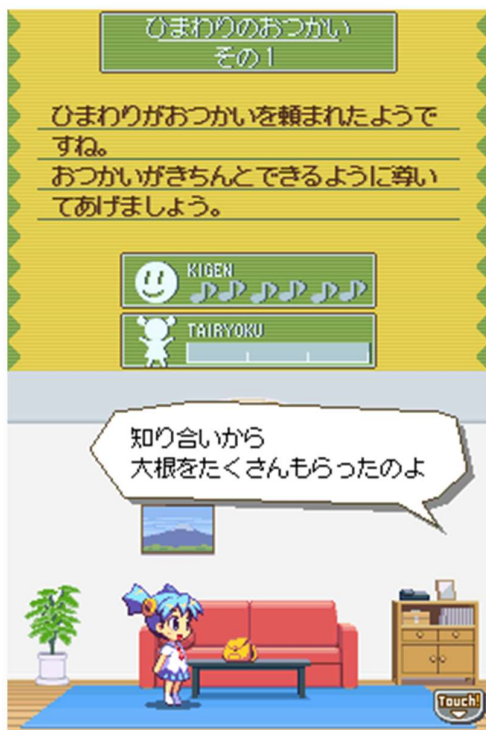 ひまわりのおつかい
その1
ひまわりがおつかいを頼まれたようで
すね。
おつかいがきちんとできるように導い
てあげましょう。
KIGEN
TAIRYOKU
知り合いから
大根をたくさんもらったのよ
Touch!